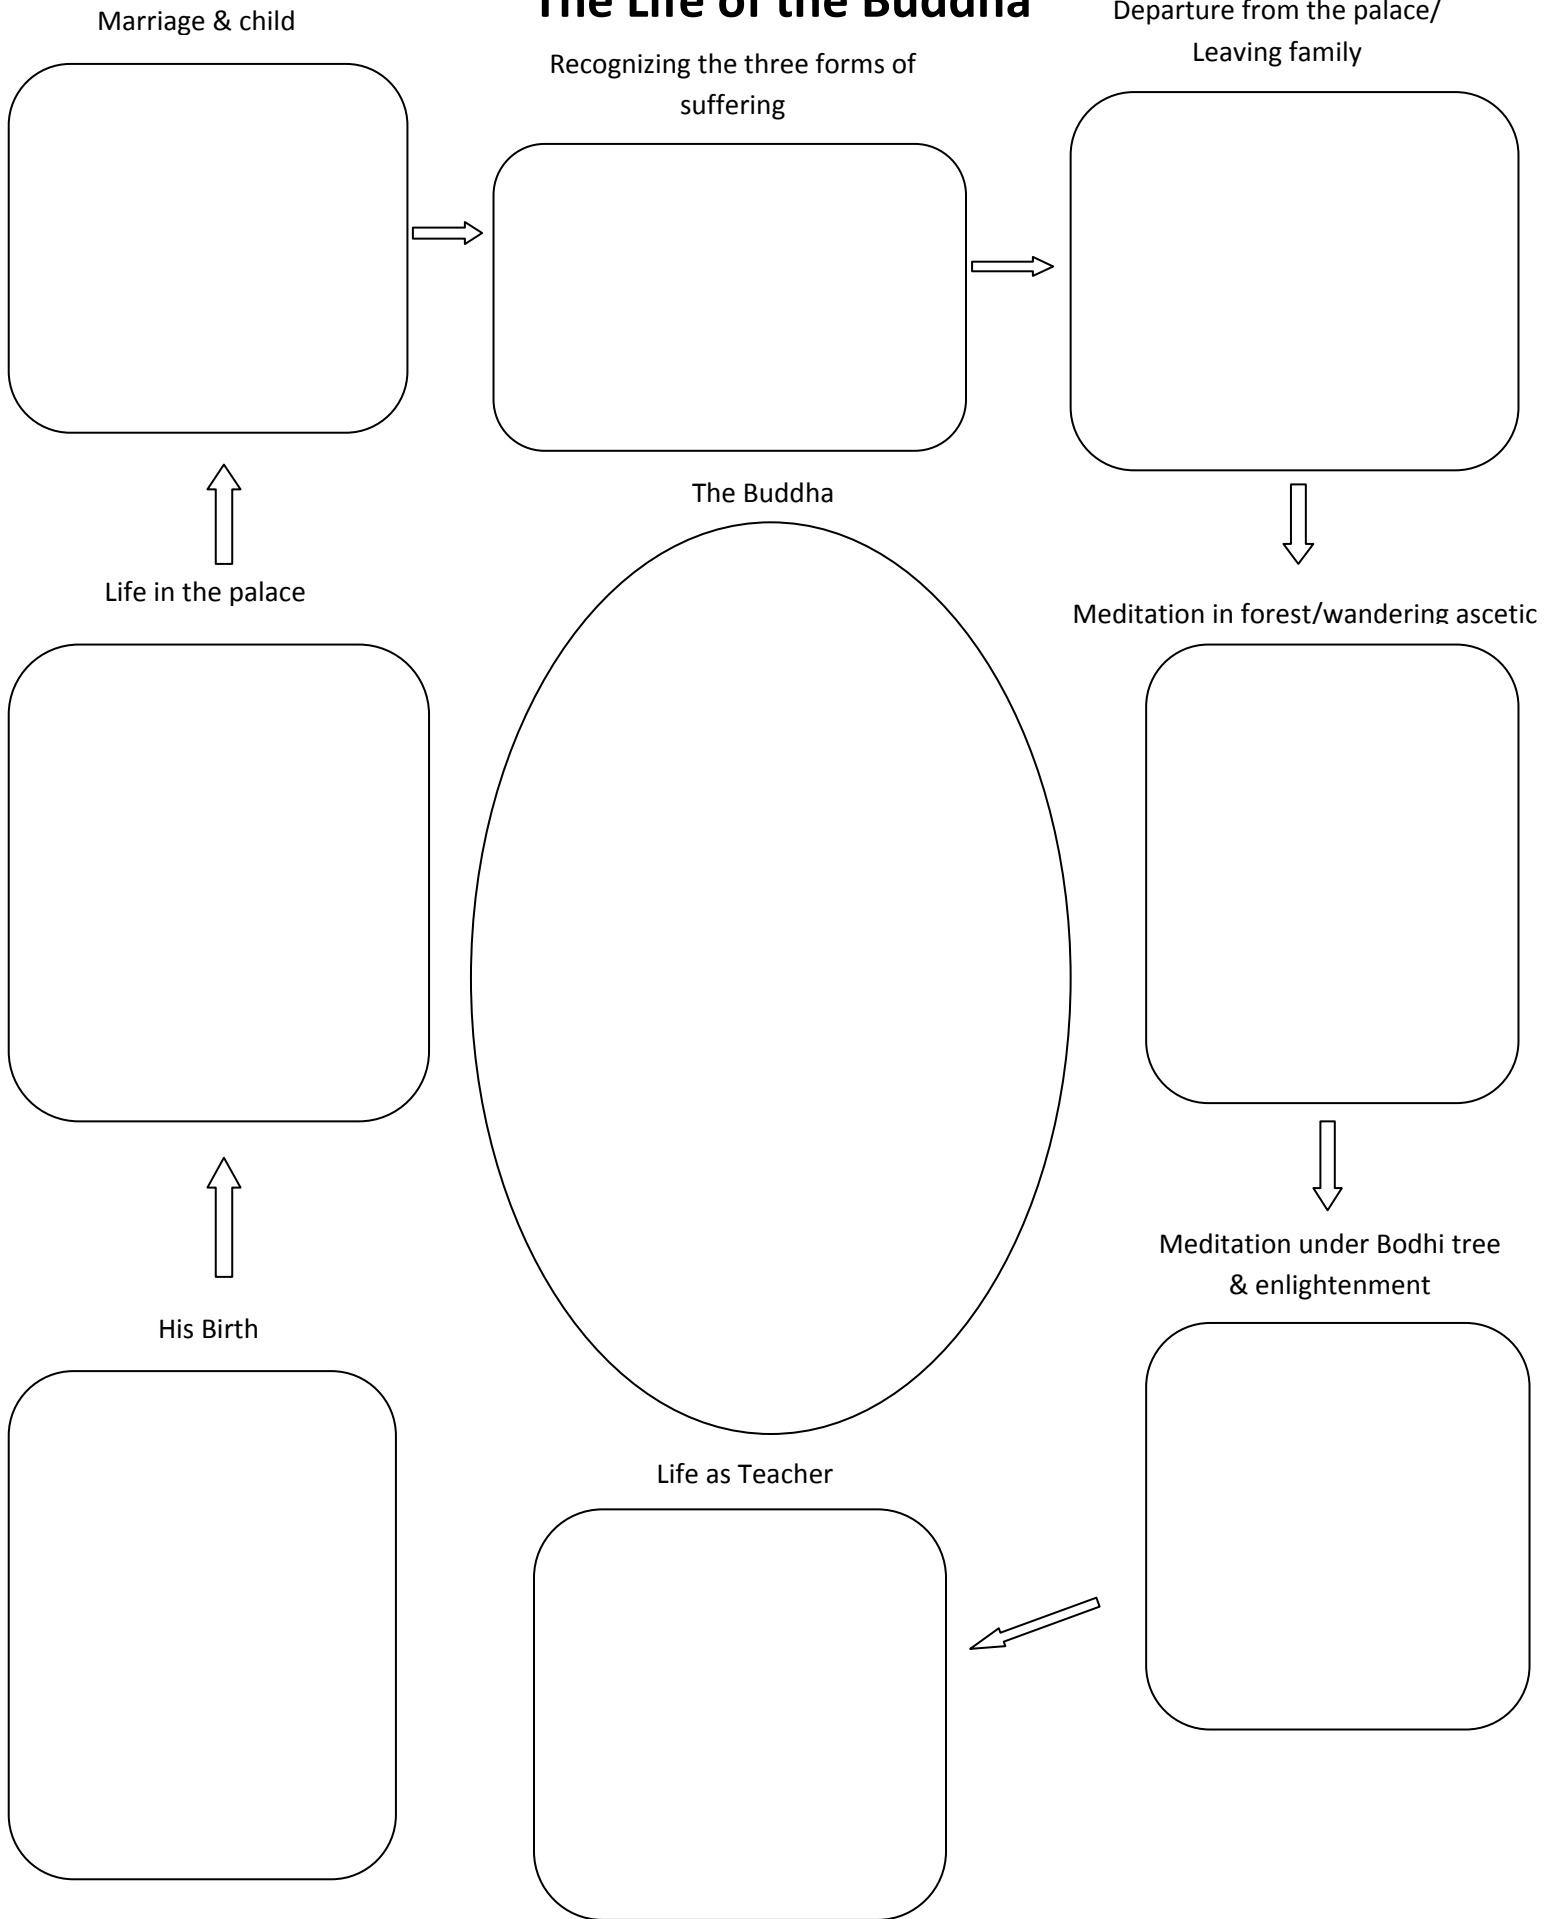 The Life of the Buddha
Marriage & child
Recognizing the three forms of
suffering
Departure from the palace/
Leaving family
The Buddha
Life in the palace
Meditation in forest/wandering ascetic
Meditation under Bodhi tree
& enlightenment
His Birth
Life as Teacher